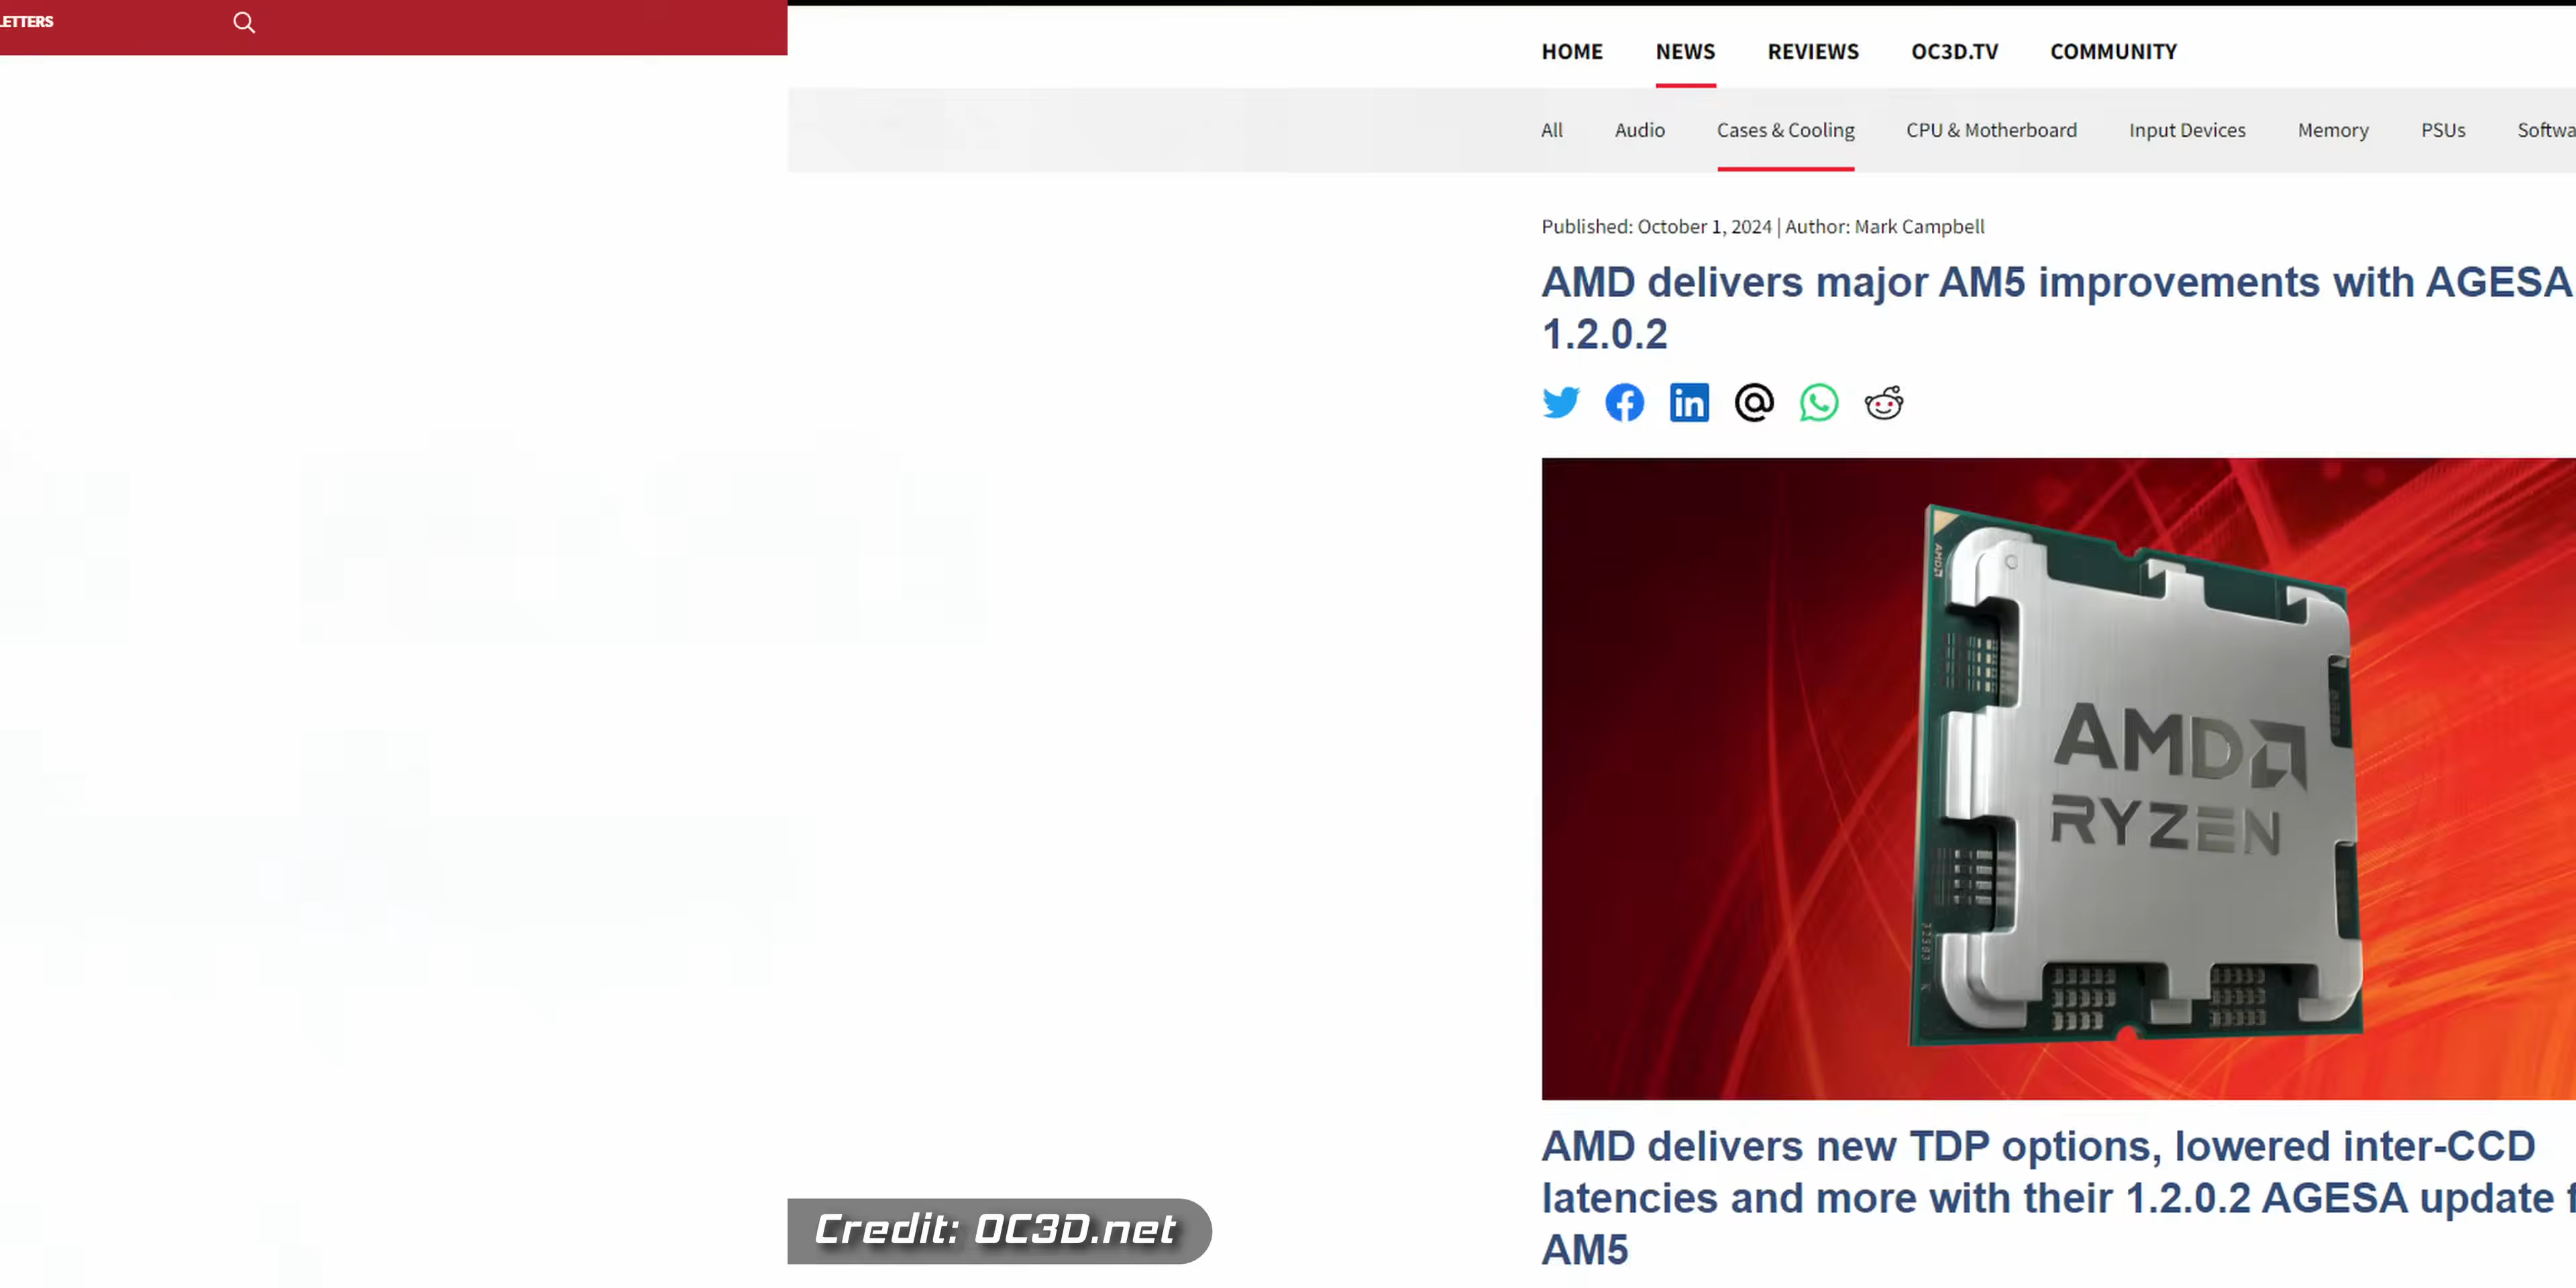 LETTERS
HOME NEWS REVIEWS OC3D.TV COMMUNITY
All Audio Cases & Cooling CPU & Motherboard Input Devices Memory PSUs Softwa
Published: October 1, 2024 | Author: Mark Campbell
AMD delivers major AM5 improvements with AGESA
1.2.0.2
AMD
AMD
RYZEN
AMD delivers new TDP options, lowered inter-CCD
latencies and more with their 1.2.0.2 AGESA update f
AM5
Credit: OC3D.net